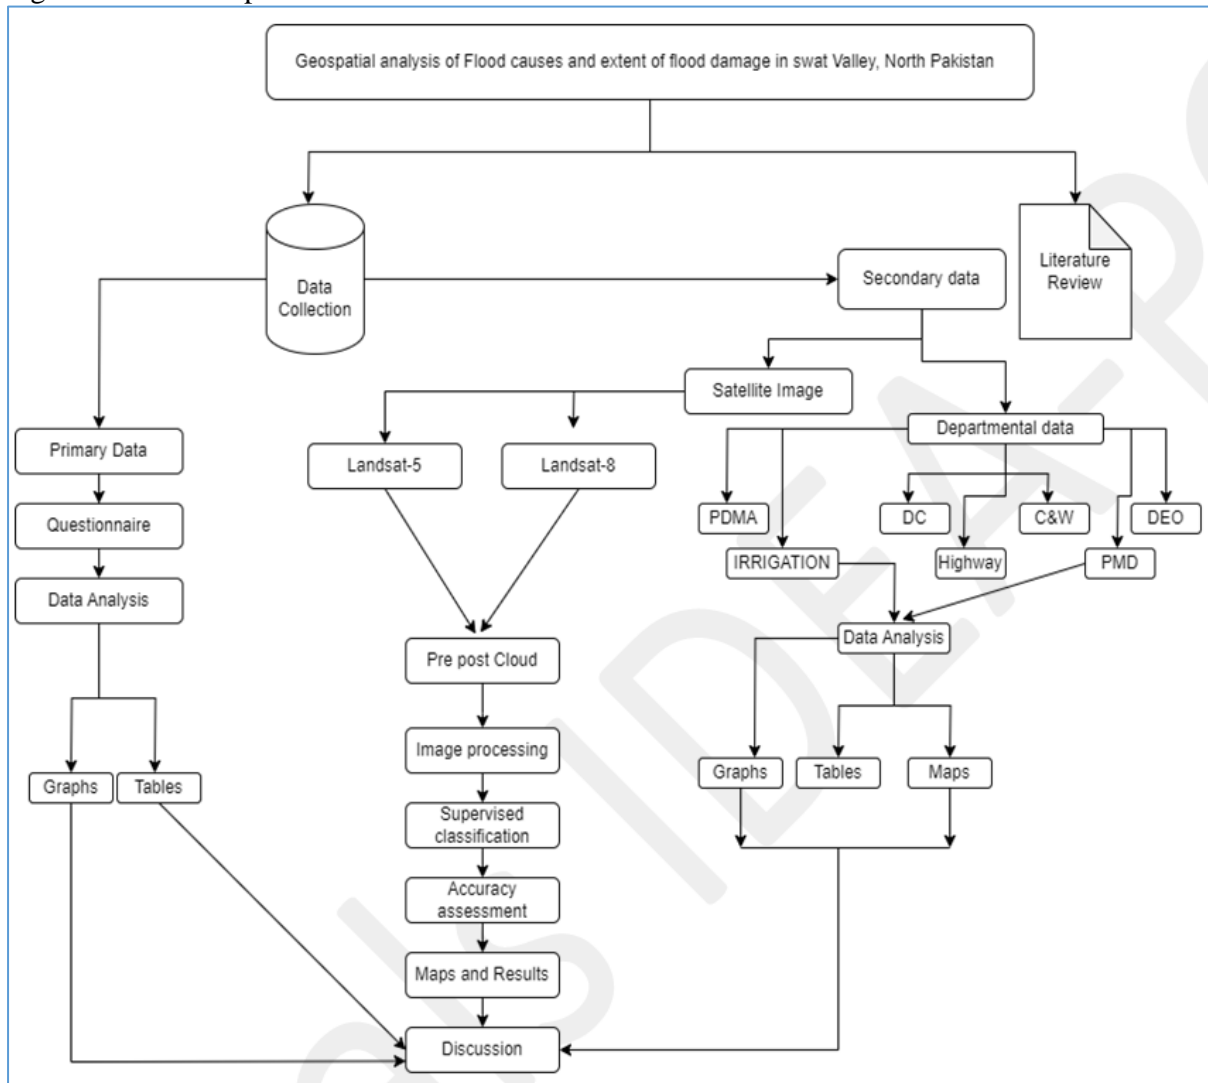 Geospatial analysis of Flood causes and extent of flood damage in swat Valley, North Pakistan
Data
Collection
Secondary data
Literature
Review
Satellite Image
Departmental data
Primary Data
Landsat-5
Landsat-8
PDMA
DC
C&W
DEO
Questionnaire
IRRIGATION
Highway
PMD
Data Analysis
Data Analysis
Pre post Cloud
Image processing
Graphs
Tables
Maps
Graphs
Tables
Supervised
classification
Accuracy
assessment
Maps and Results
Discussion